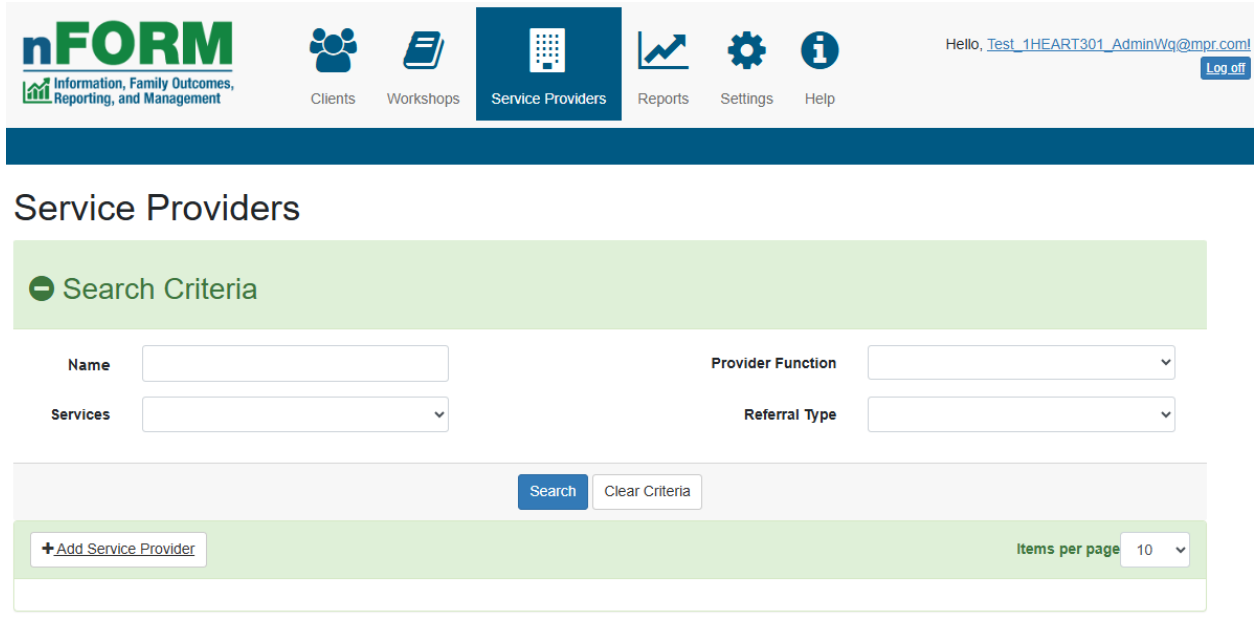 nFORM
Information, Family Outcomes,
Reporting, and Management
Clients
Workshops
Service Providers
Reports
Settings
Help
Hello, Test_1HEART301_AdminWq@mpr.com!
Log off
Service Providers
Search Criteria
Name
Provider Function
Services
Referral Type
Search
Clear Criteria
+Add Service Provider
Items per page 10